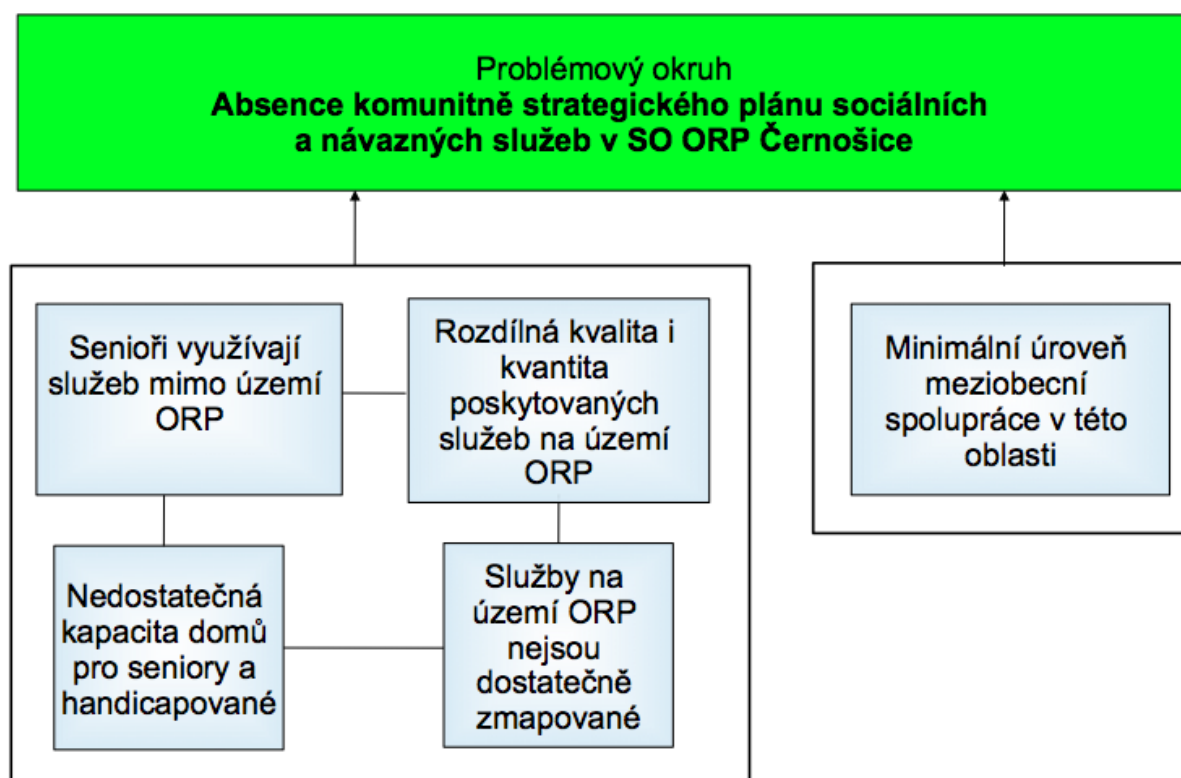 Problémový okruh
Absence komunitně strategického plánu sociálních
a návazných služeb v SO ORP Černošice
Senioři využívají
služeb mimo území
ORP
Rozdílná kvalita i
kvantita
poskytovaných
služeb na území
ORP
Minimální úroveň
meziobecní
spolupráce v této
oblasti
Nedostatečná
kapacita domů
pro seniory a
handicapované
Služby na
území ORP
nejsou
dostatečně
zmapované